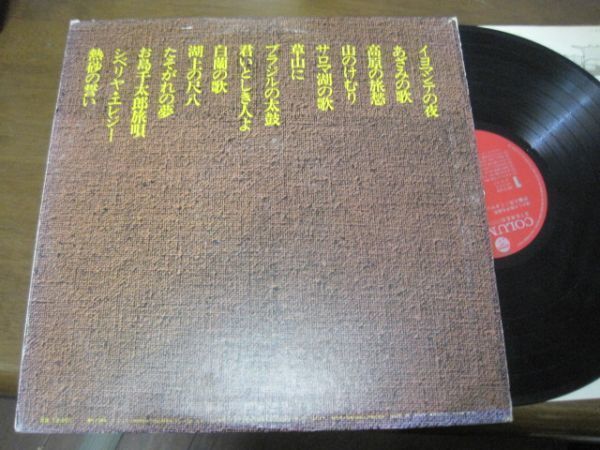 イヨマンテの夜
あざみの歌
高原の旅愁
山のけむり
サロマ湖の歌
草山に
ブラジルの太鼓
君いとしき人よ
白蘭の歌
湖上の尺八
たそがれの夢
お島千太郎旅唄
シベリヤ・エレジー
熱砂の誓い
COLUM